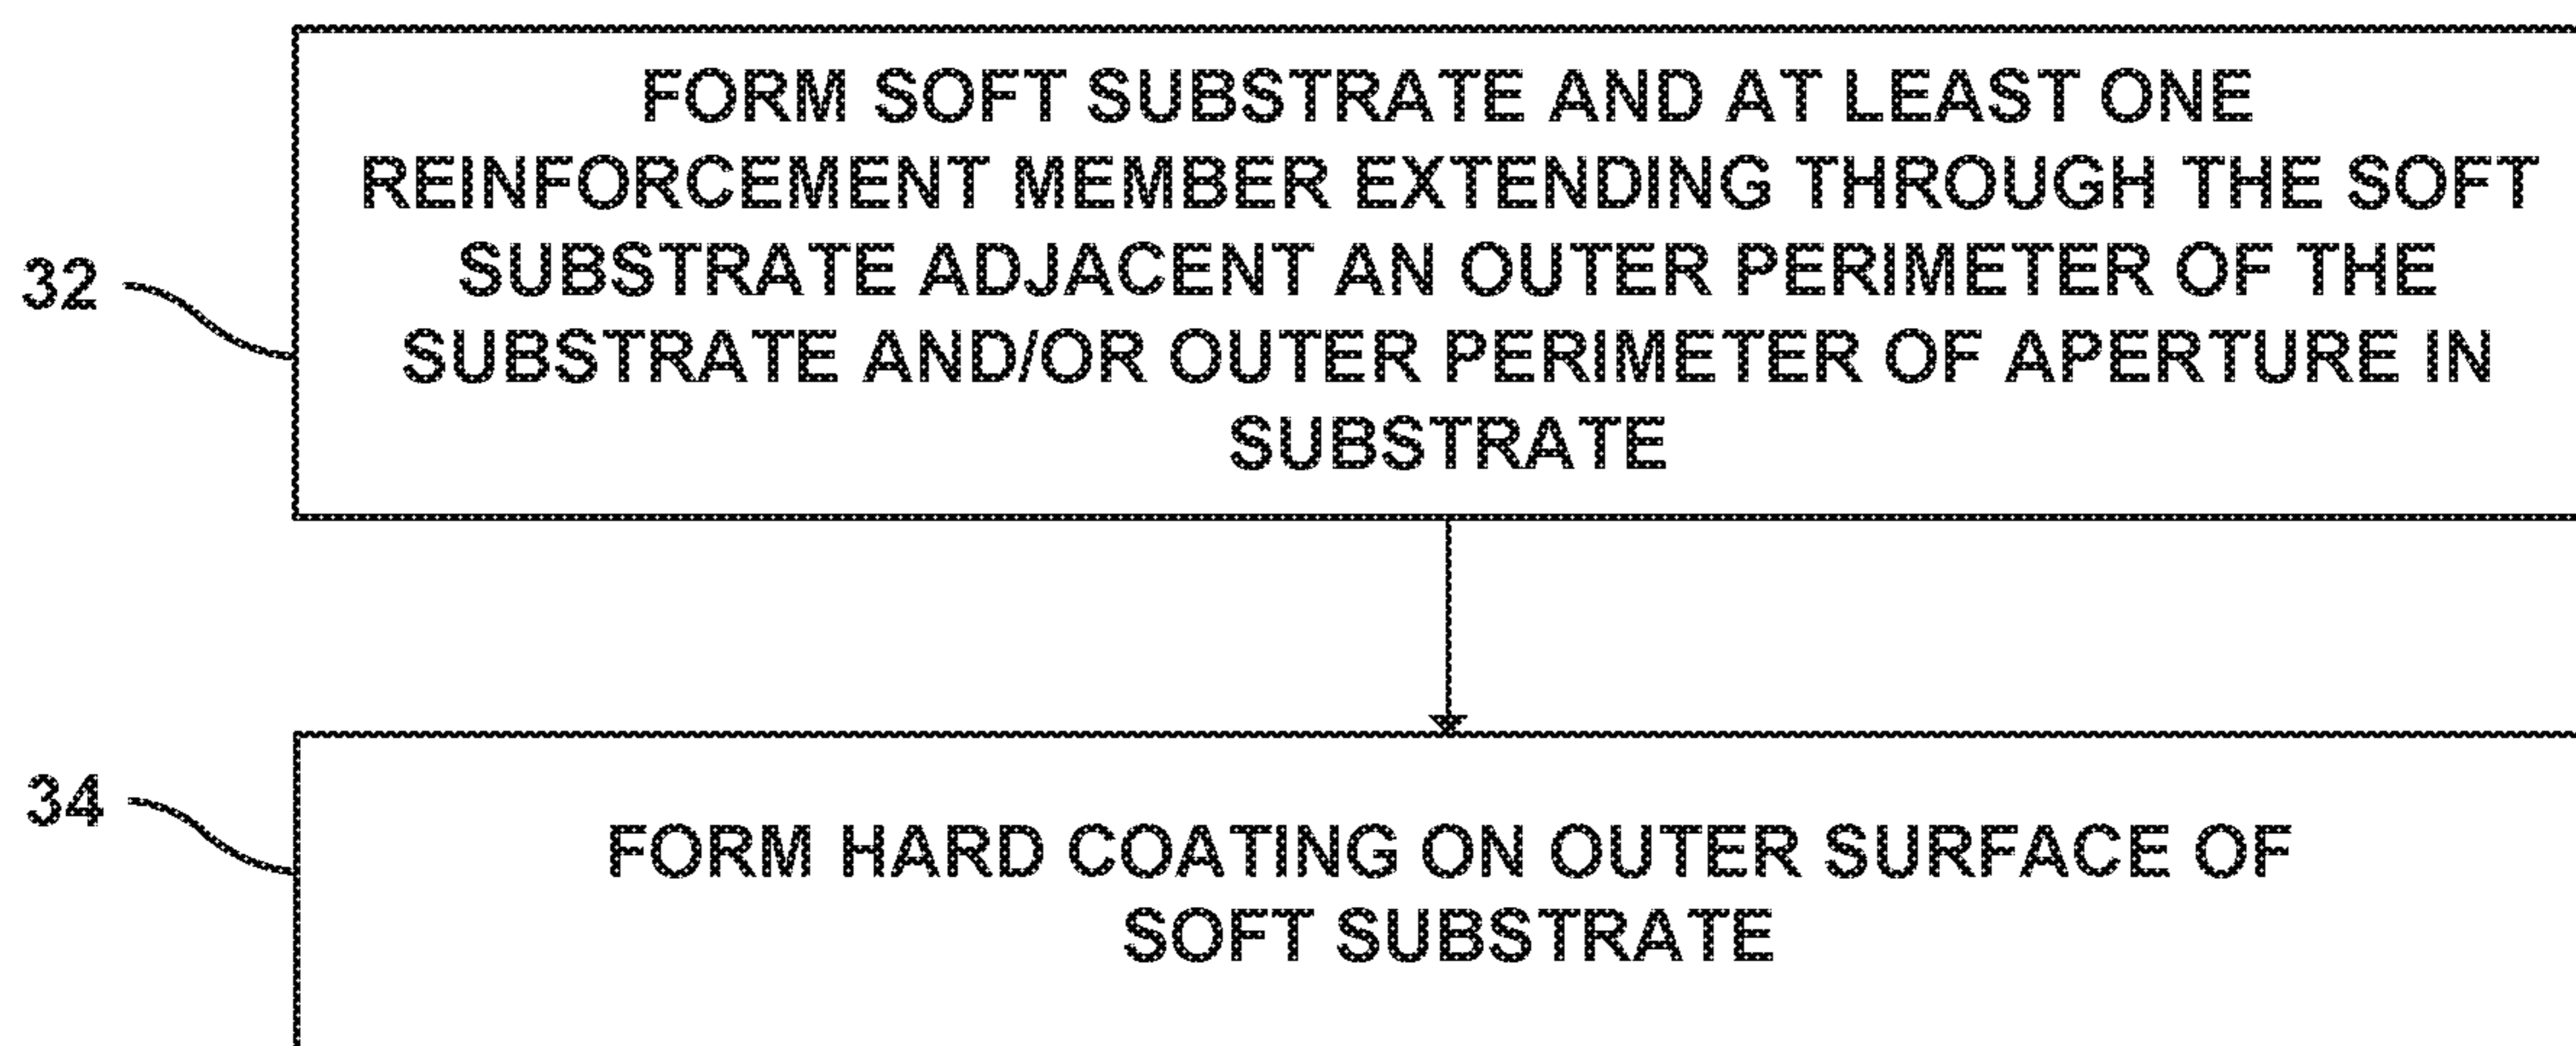 FORM SOFT SUBSTRATE AND AT LEAST ONE
REINFORCEMENT MEMBER EXTENDING THROUGH THE SOFT
32
SUBSTRATE ADJACENT AN OUTER PERIMETER OF THE
SUBSTRATE AND/OR OUTER PERIMETER OF APERTURE IN
SUBSTRATE
34
FORM HARD COATING ON OUTER SURFACE OF
SOFT SUBSTRATE